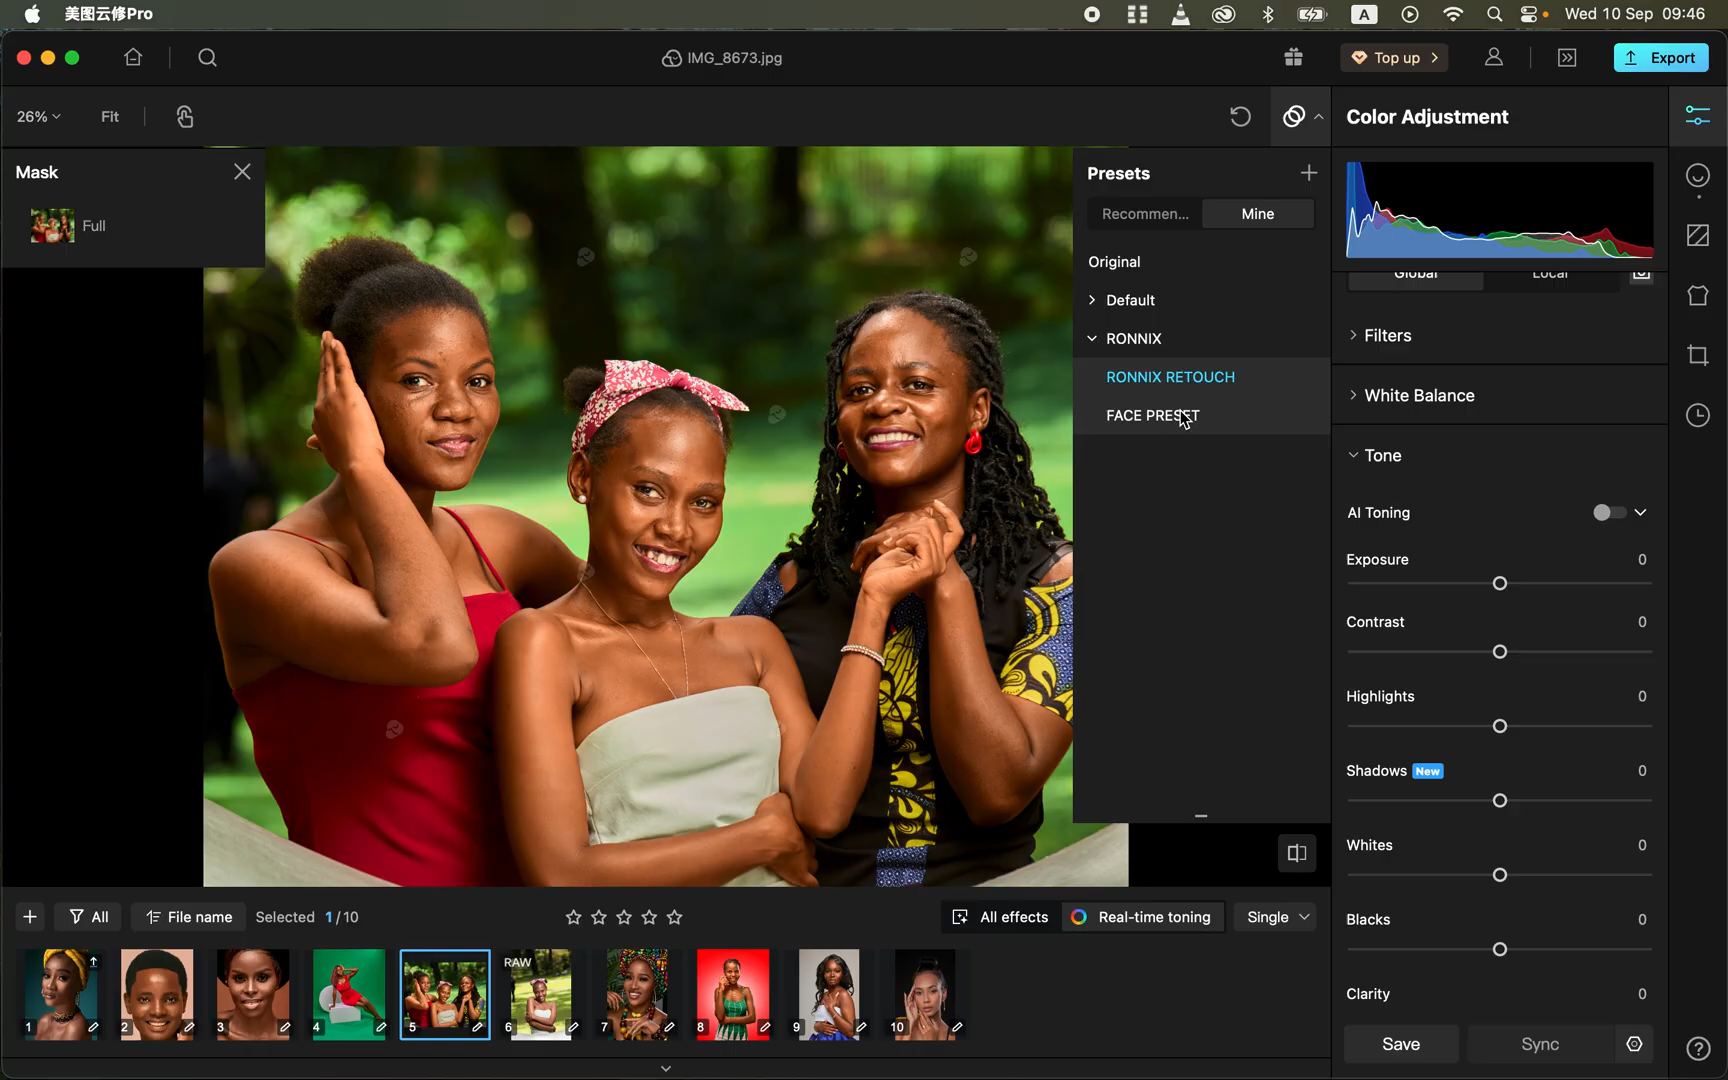 美图云修Pro
A
Wed 10 Sep 09:46
IMG_8673.jpg
Top up
Export
26%
Fit
Color Adjustment
Mask
Full
Presets
Recommen...
Mine
Original
Default
RONNIX
RONNIX RETOUCH
FACE PRESET
Global
Local
Filters
White Balance
Tone
AI Toning
Exposure 0
Contrast 0
Highlights 0
Shadows New 0
Whites 0
Blacks 0
Clarity 0
All
File name
Selected 1/10
All effects
Real-time toning
Single
RAW
1
2
3
4
5
6
7
8
9
10
Save
Sync